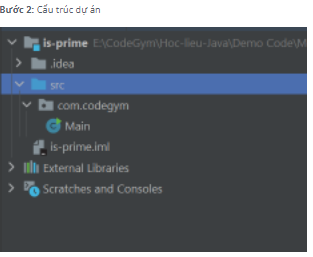 Bước 2: Cấu trúc dự án
is-prime E:\CodeGym\Hoc-lieu-Java\Demo Code\M
.idea
src
com.codegym
Main
is-prime.iml
External Libraries
Scratches and Consoles